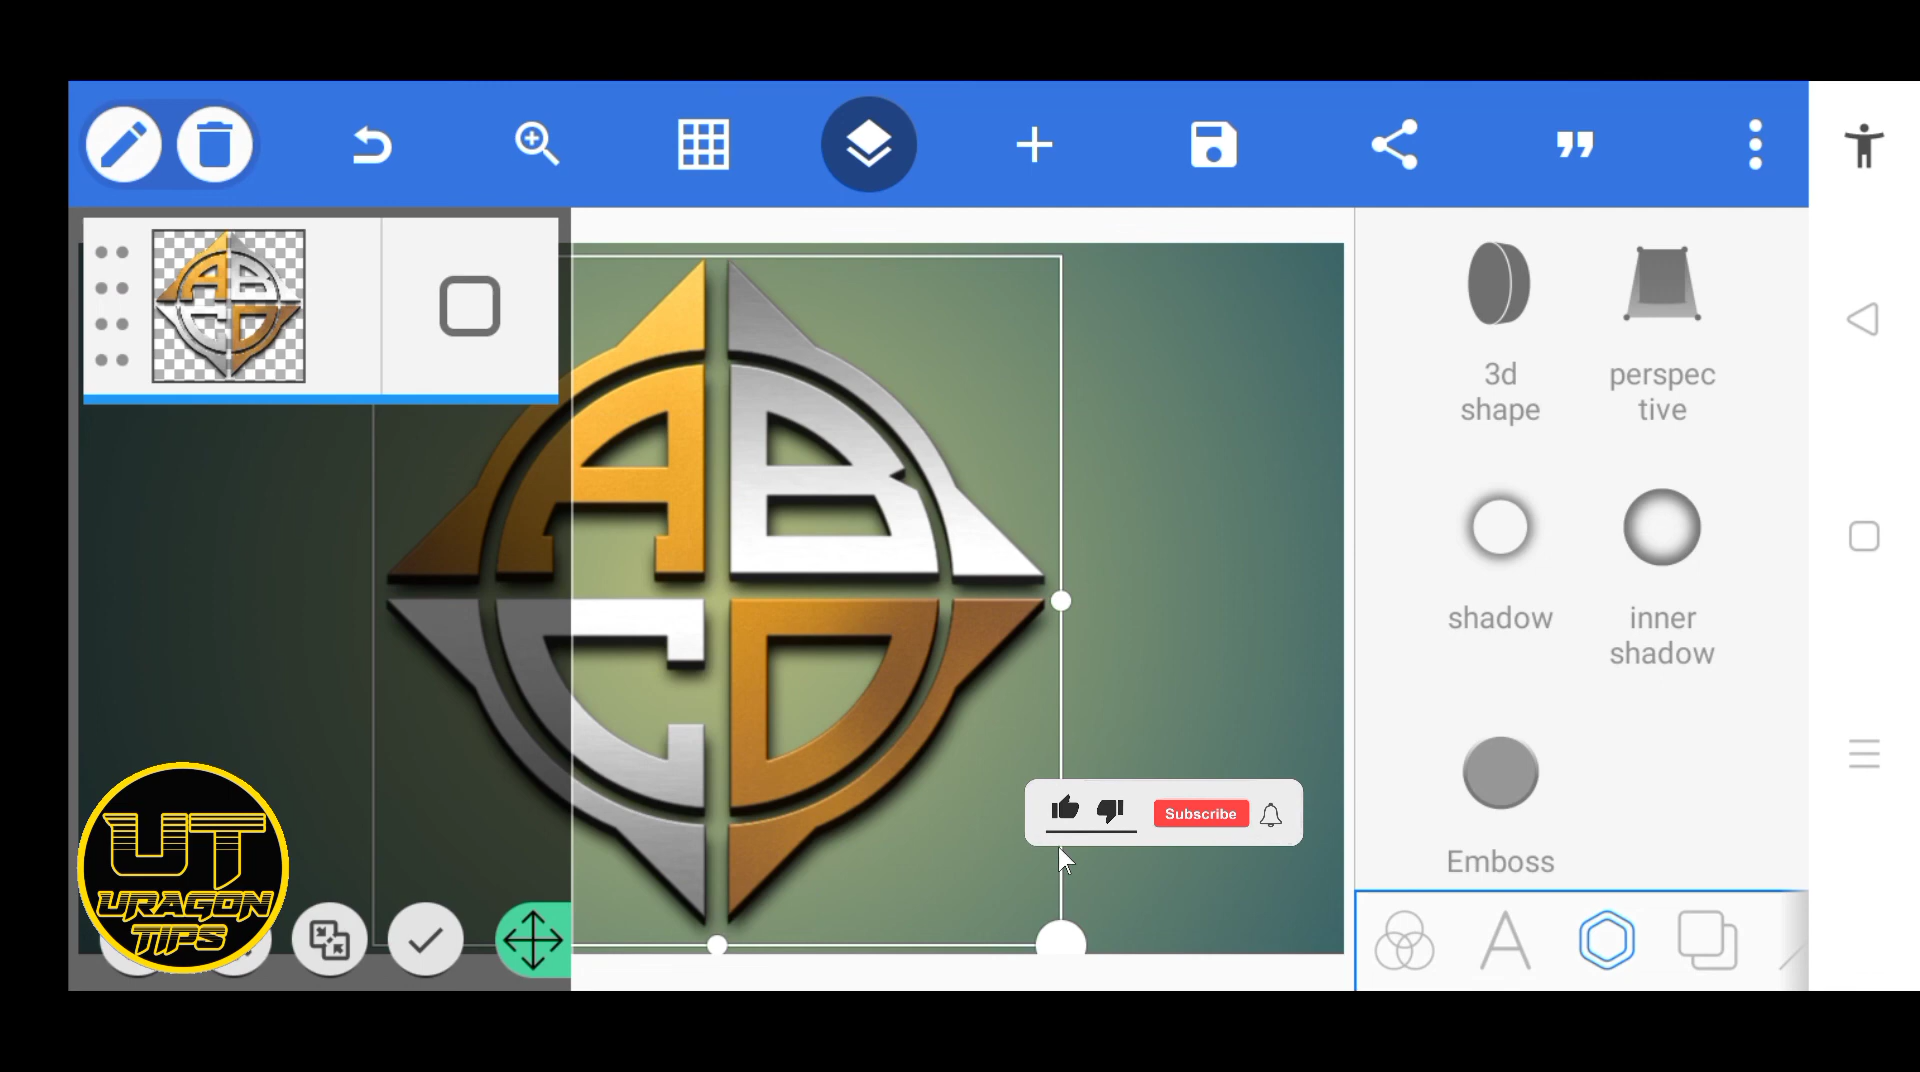 A B
C D
A B
C D
3d
shape
perspec
tive
shadow
inner
shadow
Emboss
Subscribe
UT
URAGON
TIPS
A